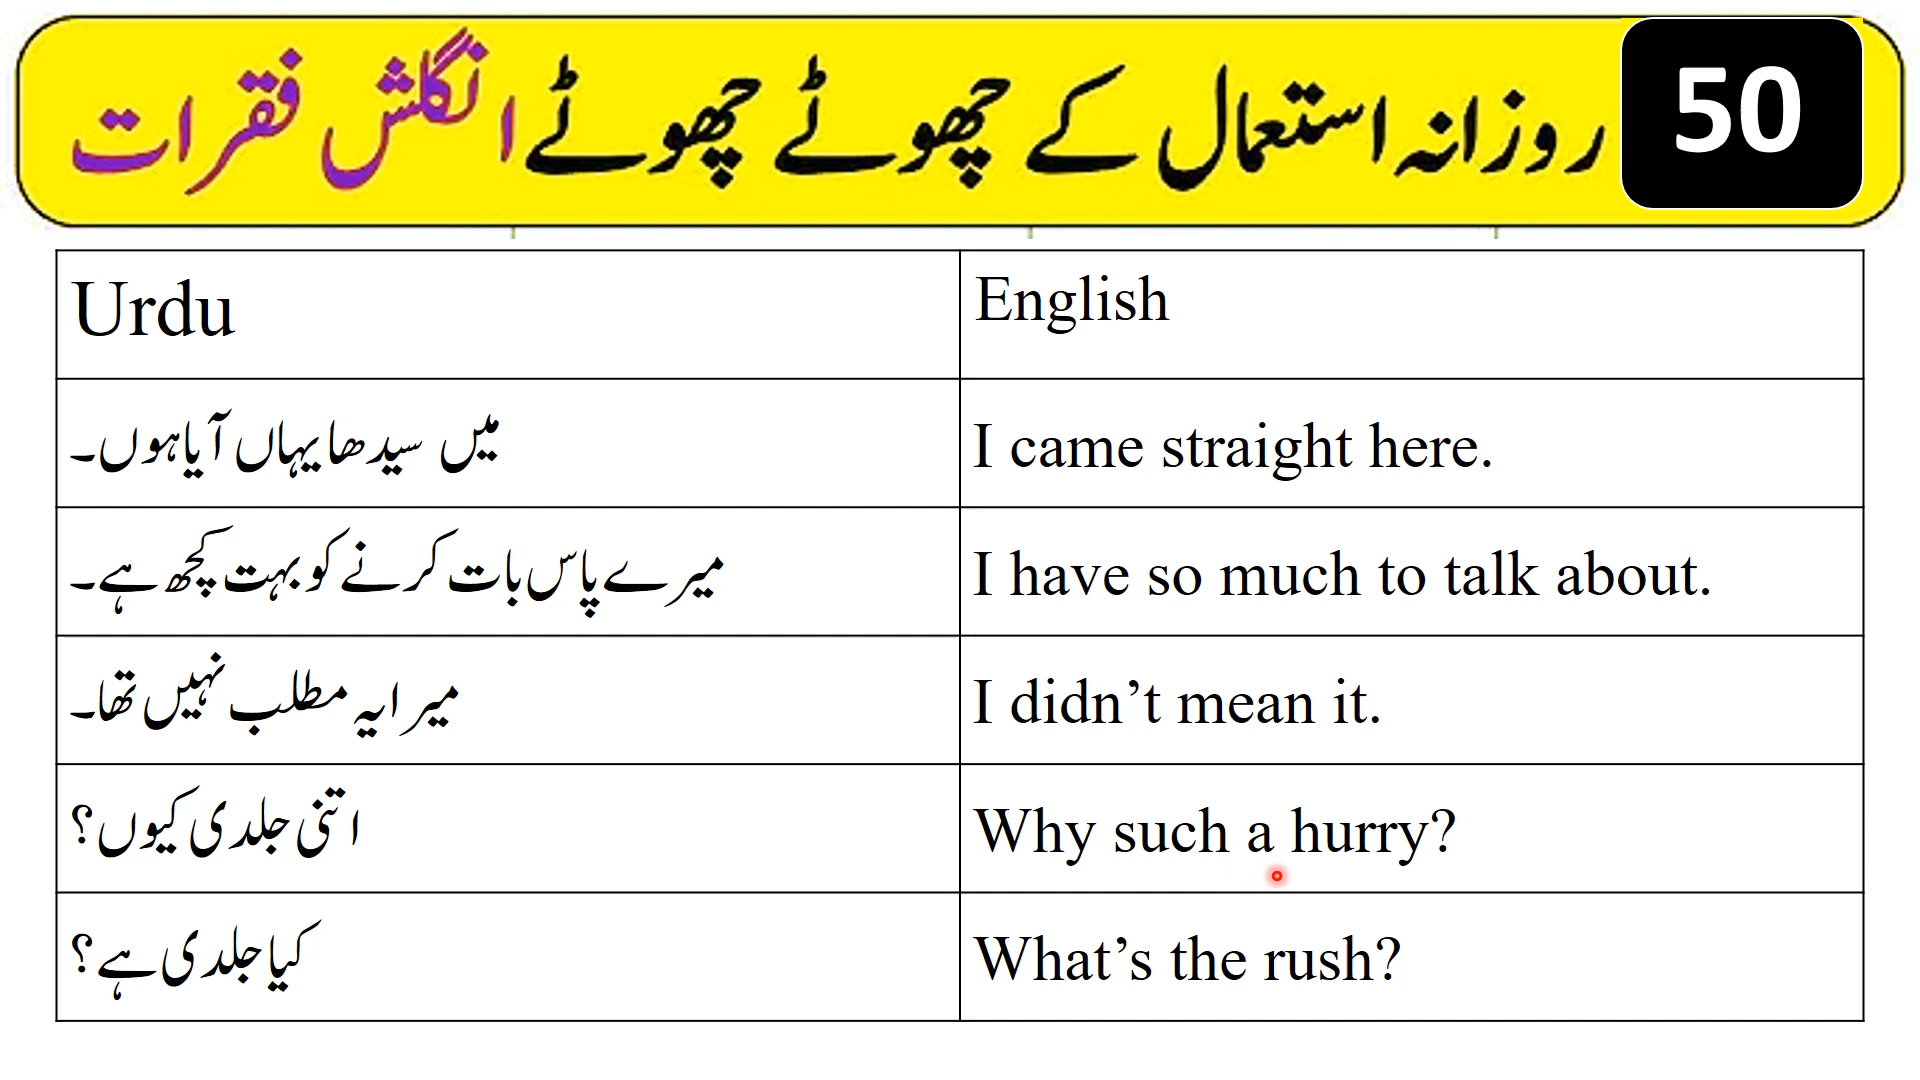 50 روزانہ استعمال کے چھوٹے چھوٹے انگلش فقرات
Urdu English
میں سیدھا یہاں آیا ہوں۔ I came straight here.
میرے پاس بات کرنے کو بہت کچھ ہے۔ I have so much to talk about.
میرا یہ مطلب نہیں تھا۔ I didn’t mean it.
اتنی جلدی کیوں؟ Why such a hurry?
کیا جلدی ہے؟ What’s the rush?